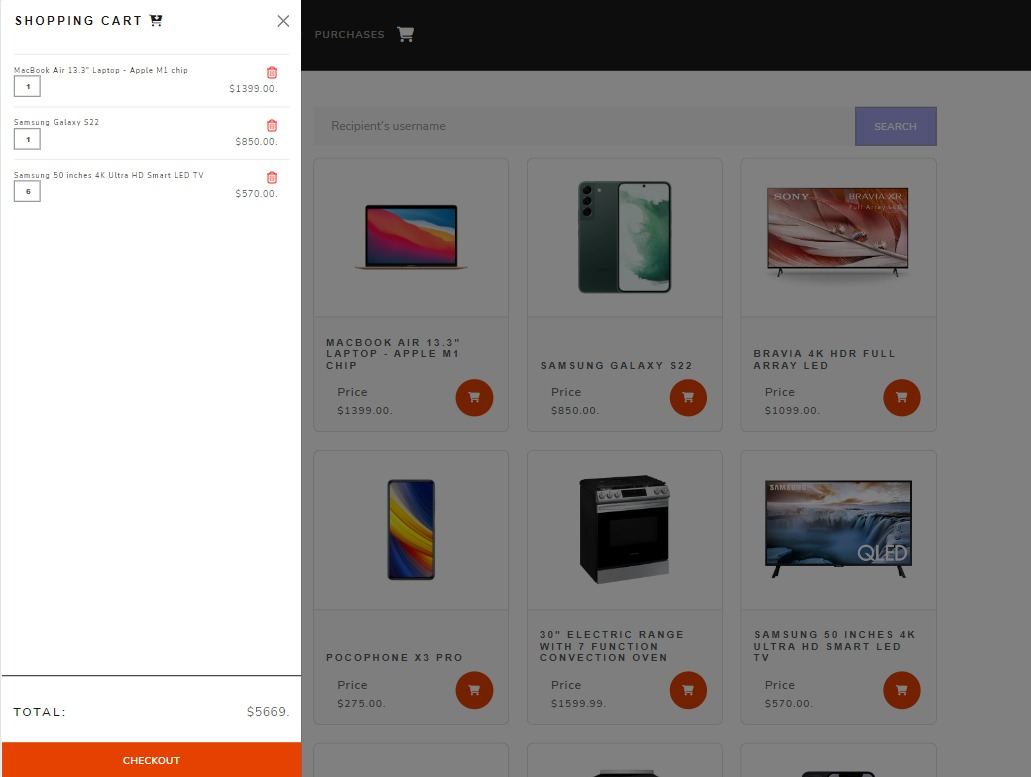 SHOPPING CART
MacBook Air 13.3" Laptop - Apple M1 chip
1
$1399.00.
Samsung Galaxy S22
1
$850.00.
Samsung 50 inches 4K Ultra HD Smart LED TV
6
$570.00.
TOTAL:
$5669.
CHECKOUT
PURCHASES
Recipient's username
SEARCH
MACBOOK AIR 13.3"
LAPTOP - APPLE M1
CHIP
Price
$1399.00.
SAMSUNG GALAXY S22
Price
$850.00.
SONY
BRAVIA XR
Full Array LED
BRAVIA 4K HDR FULL
ARRAY LED
Price
$1099.00.
POCOPHONE X3 PRO
Price
$275.00.
30" ELECTRIC RANGE
WITH 7 FUNCTION
CONVECTION OVEN
Price
$1599.99.
SAMSUNG
QLED
SAMSUNG 50 INCHES 4K
ULTRA HD SMART LED
TV
Price
$570.00.